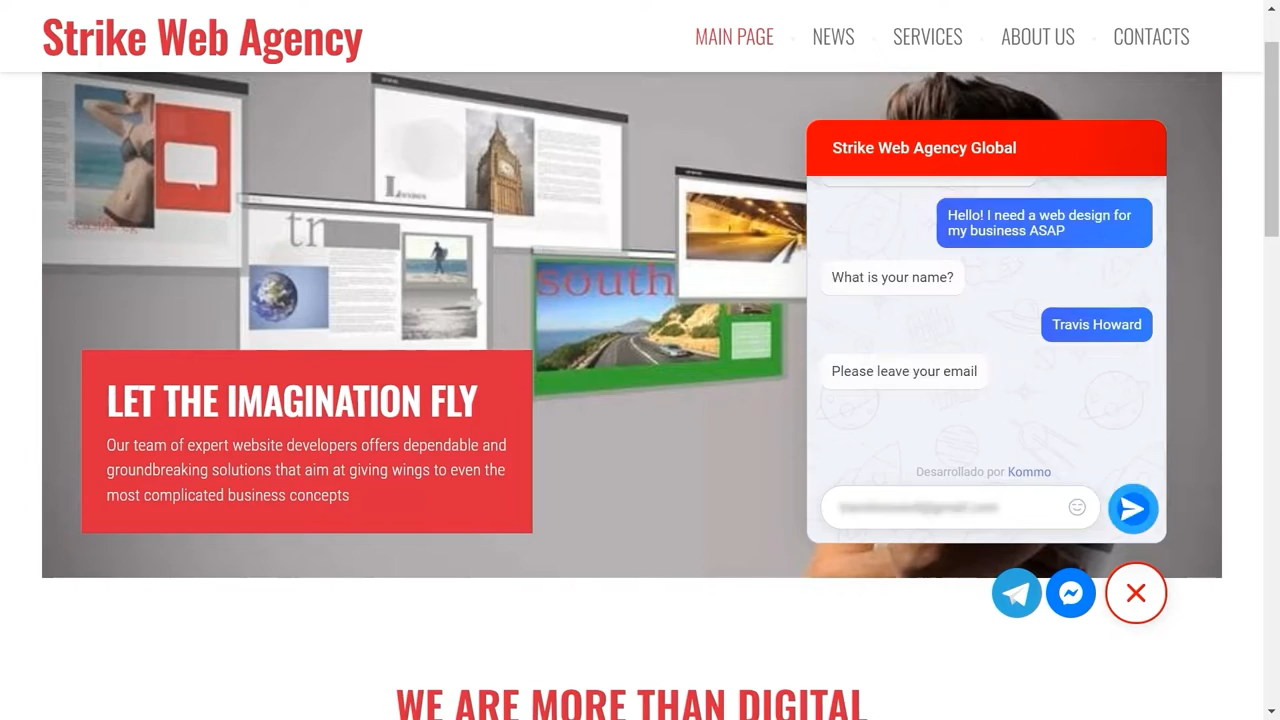 Strike Web Agency
MAIN PAGE
NEWS
SERVICES
ABOUT US
CONTACTS
London
south
LET THE IMAGINATION FLY
Our team of expert website developers offers dependable and
groundbreaking solutions that aim at giving wings to even the
most complicated business concepts
Strike Web Agency Global
Hello! I need a web design for
my business ASAP
What is your name?
Travis Howard
Please leave your email
Desarrollado por Kommo
WE ARE MORE THAN DIGITAL